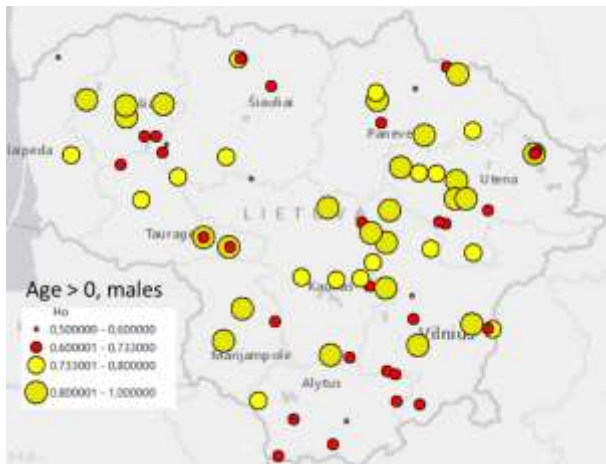 Šiauliai
Panevė
laipeda
Utena
LIETUVA
Taurage
Kaunas
Age > 0, males
Ho
0,500000 - 0,600000
0,600001 - 0,733000
0,733001 - 0,800000
0,800001 - 1,000000
Vilnius
Marijampolė
Alytus